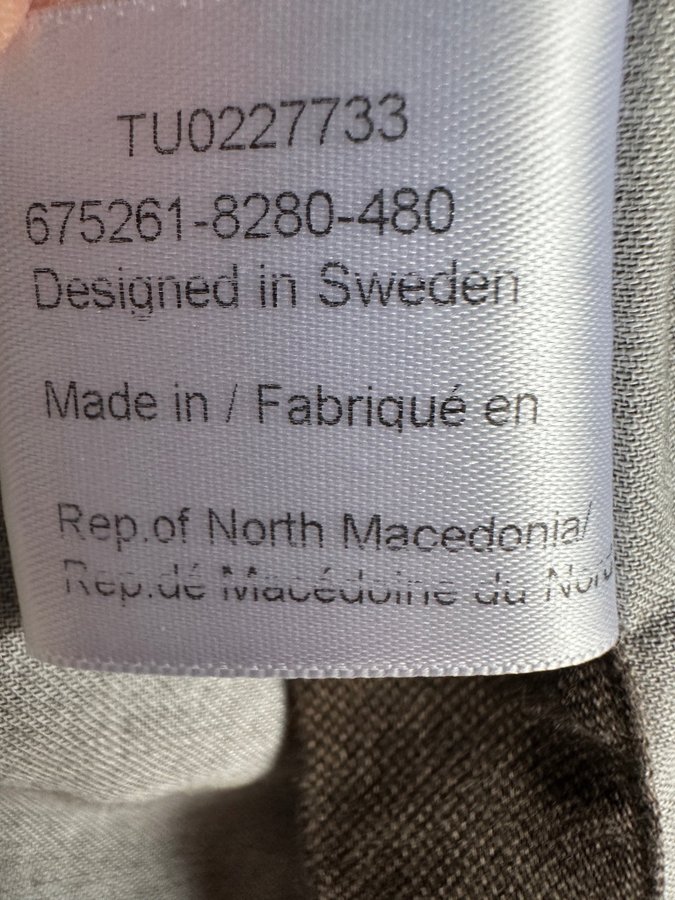 TU0227733
675261-8280-480
Designed in Sweden
Made in / Fabriqué en
Rep.of North Macedonia/
Rep.dé Macédoine du Nord